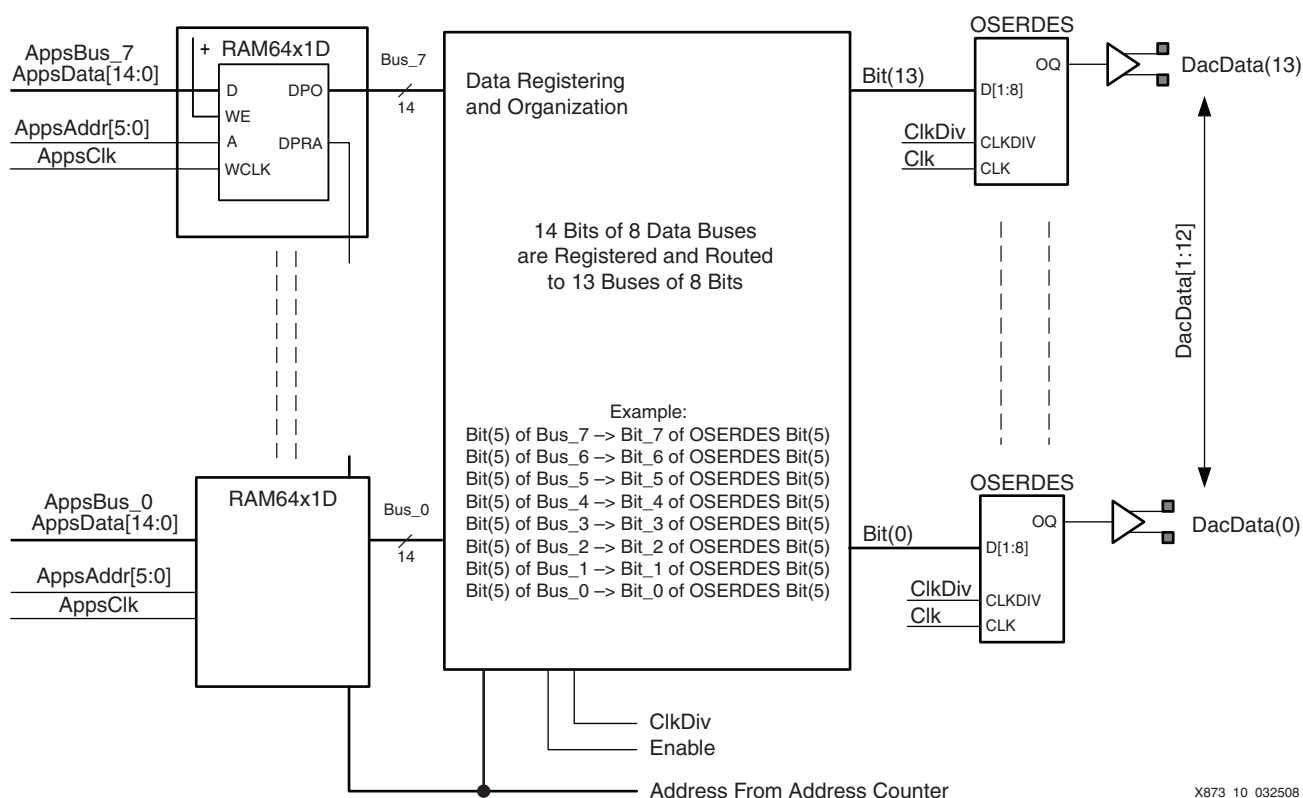 AppsBus_7
AppsData[14:0]
AppsAddr[5:0]
AppsClk
+ RAM64x1D
D
DPO
WE
A
DPRA
WCLK
Bus_7
14
Data Registering
and Organization
14 Bits of 8 Data Buses
are Registered and Routed
to 13 Buses of 8 Bits
Example:
Bit(5) of Bus_7 –> Bit_7 of OSERDES Bit(5)
Bit(5) of Bus_6 –> Bit_6 of OSERDES Bit(5)
Bit(5) of Bus_5 –> Bit_5 of OSERDES Bit(5)
Bit(5) of Bus_4 –> Bit_4 of OSERDES Bit(5)
Bit(5) of Bus_3 –> Bit_3 of OSERDES Bit(5)
Bit(5) of Bus_2 –> Bit_2 of OSERDES Bit(5)
Bit(5) of Bus_1 –> Bit_1 of OSERDES Bit(5)
Bit(5) of Bus_0 –> Bit_0 of OSERDES Bit(5)
Bit(13)
ClkDiv
Clk
OSERDES
OQ
D[1:8]
CLKDIV
CLK
DacData(13)
DacData[1:12]
AppsBus_0
AppsData[14:0]
AppsAddr[5:0]
AppsClk
RAM64x1D
Bus_0
14
Bit(0)
ClkDiv
Clk
OSERDES
OQ
D[1:8]
CLKDIV
CLK
DacData(0)
ClkDiv
Enable
Address From Address Counter
X873_10_032508